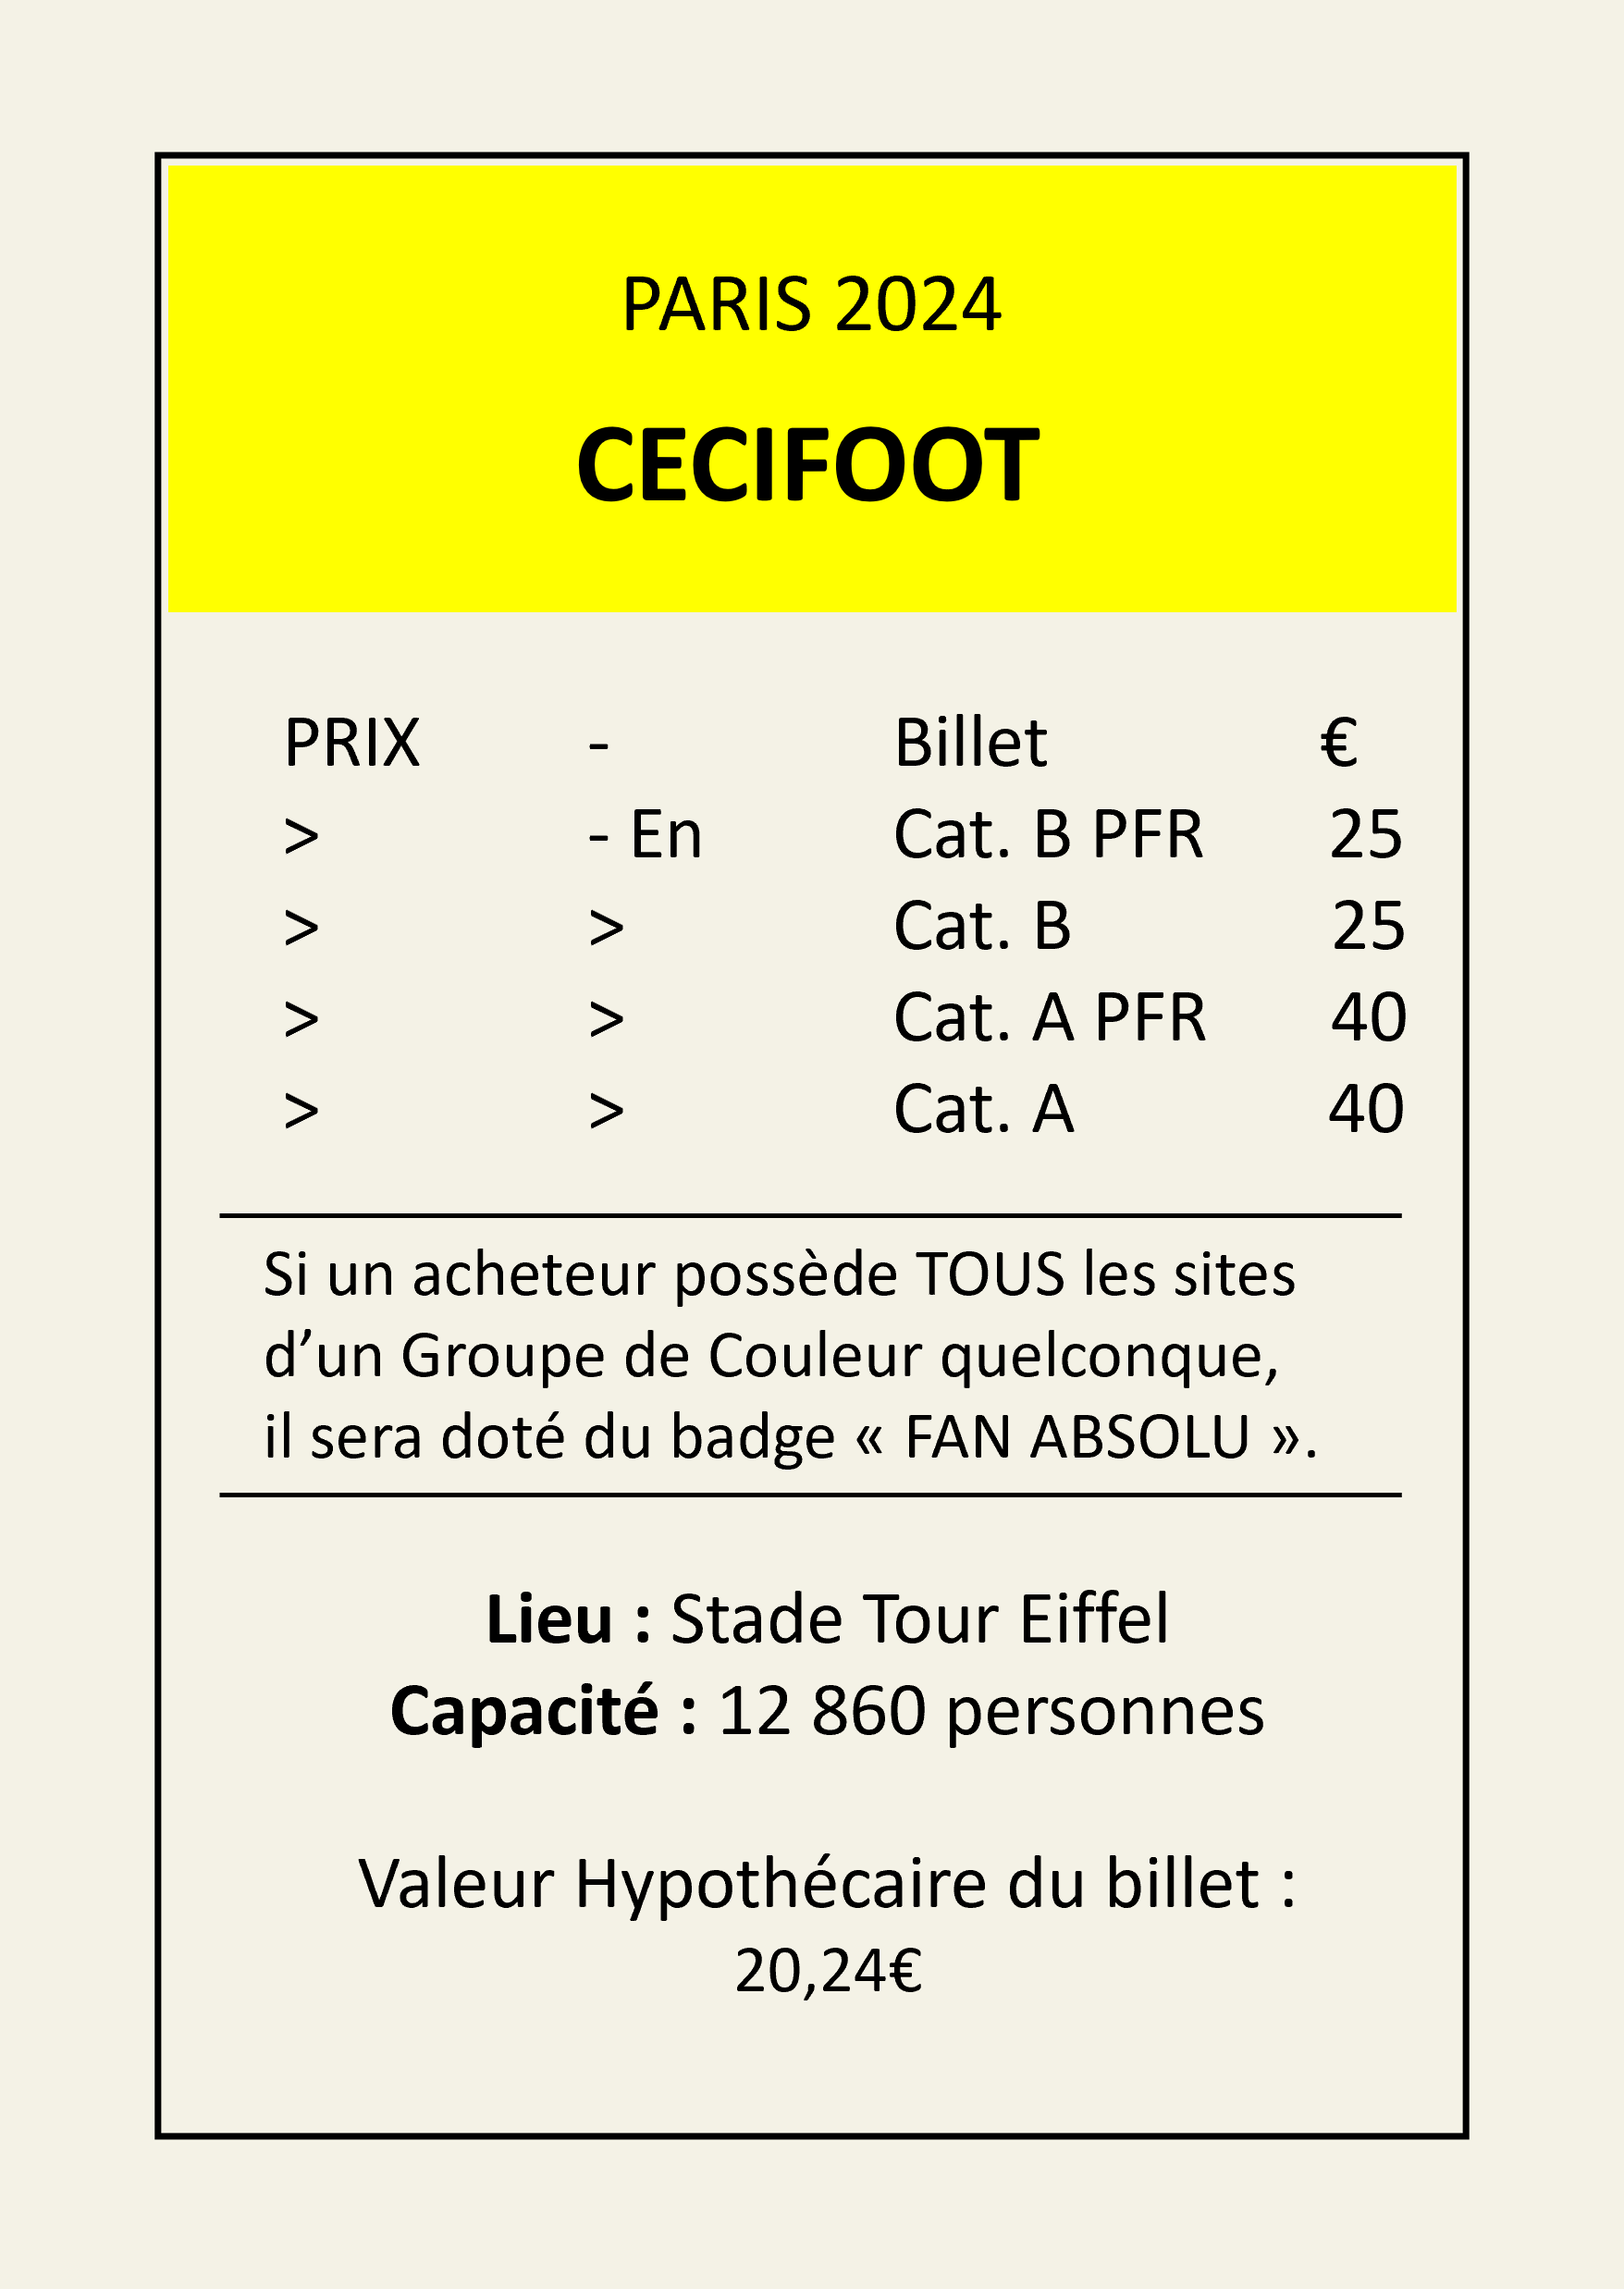 PARIS 2024
CECIFOOT
PRIX - Billet €
> - En Cat. B PFR 25
> > Cat. B 25
> > Cat. A PFR 40
> > Cat. A 40
Si un acheteur possède TOUS les sites
d’un Groupe de Couleur quelconque,
il sera doté du badge « FAN ABSOLU ».
Lieu : Stade Tour Eiffel
Capacité : 12 860 personnes
Valeur Hypothécaire du billet :
20,24€